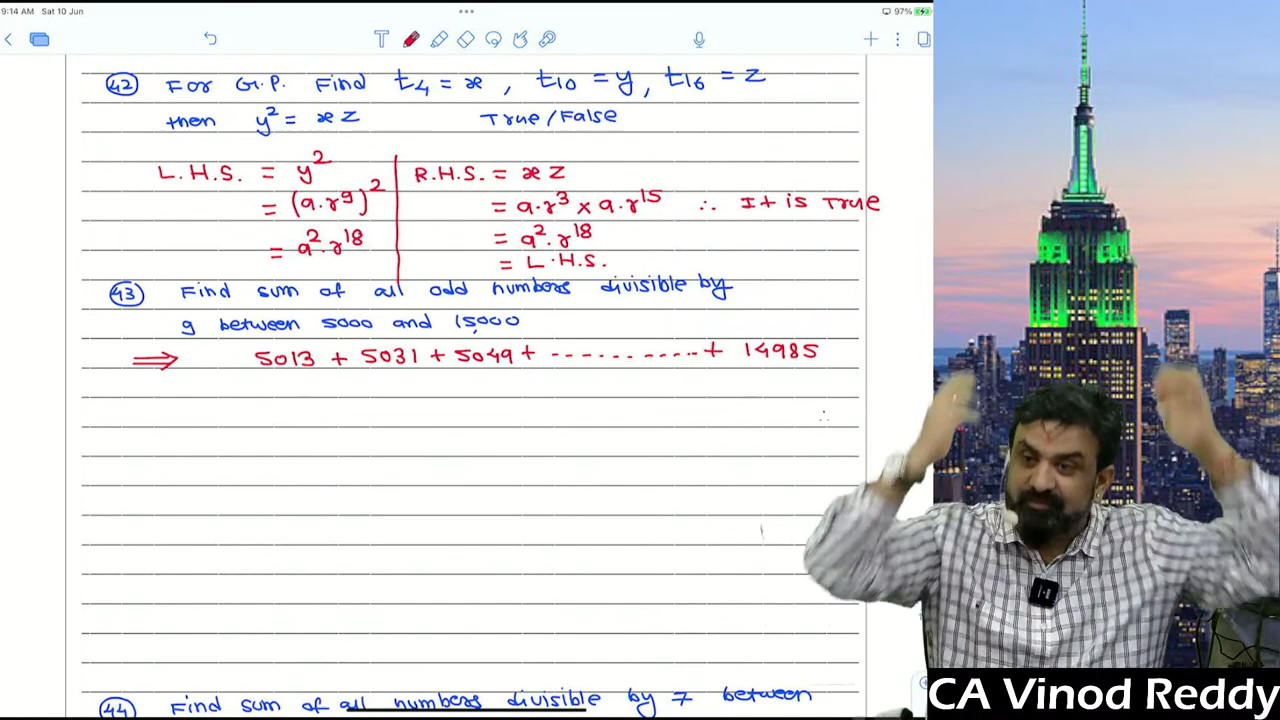 9:14 AM Sat 10 Jun
97%
42 For G.P. Find t4 = x, t10 = y, t16 = z
then y² = xz True/False
L.H.S. = y²
= (a.r⁹)²
= a².r¹⁸
R.H.S. = xz
= a.r³ x a.r¹⁵ ∴ It is True
= a².r¹⁸
= L.H.S.
43 Find sum of all odd numbers divisible by
9 between 5000 and 15,000
⇒ 5013 + 5031 + 5049 + ............ + 14985
44 Find sum of all numbers divisible by 7 between
CA Vinod Reddy